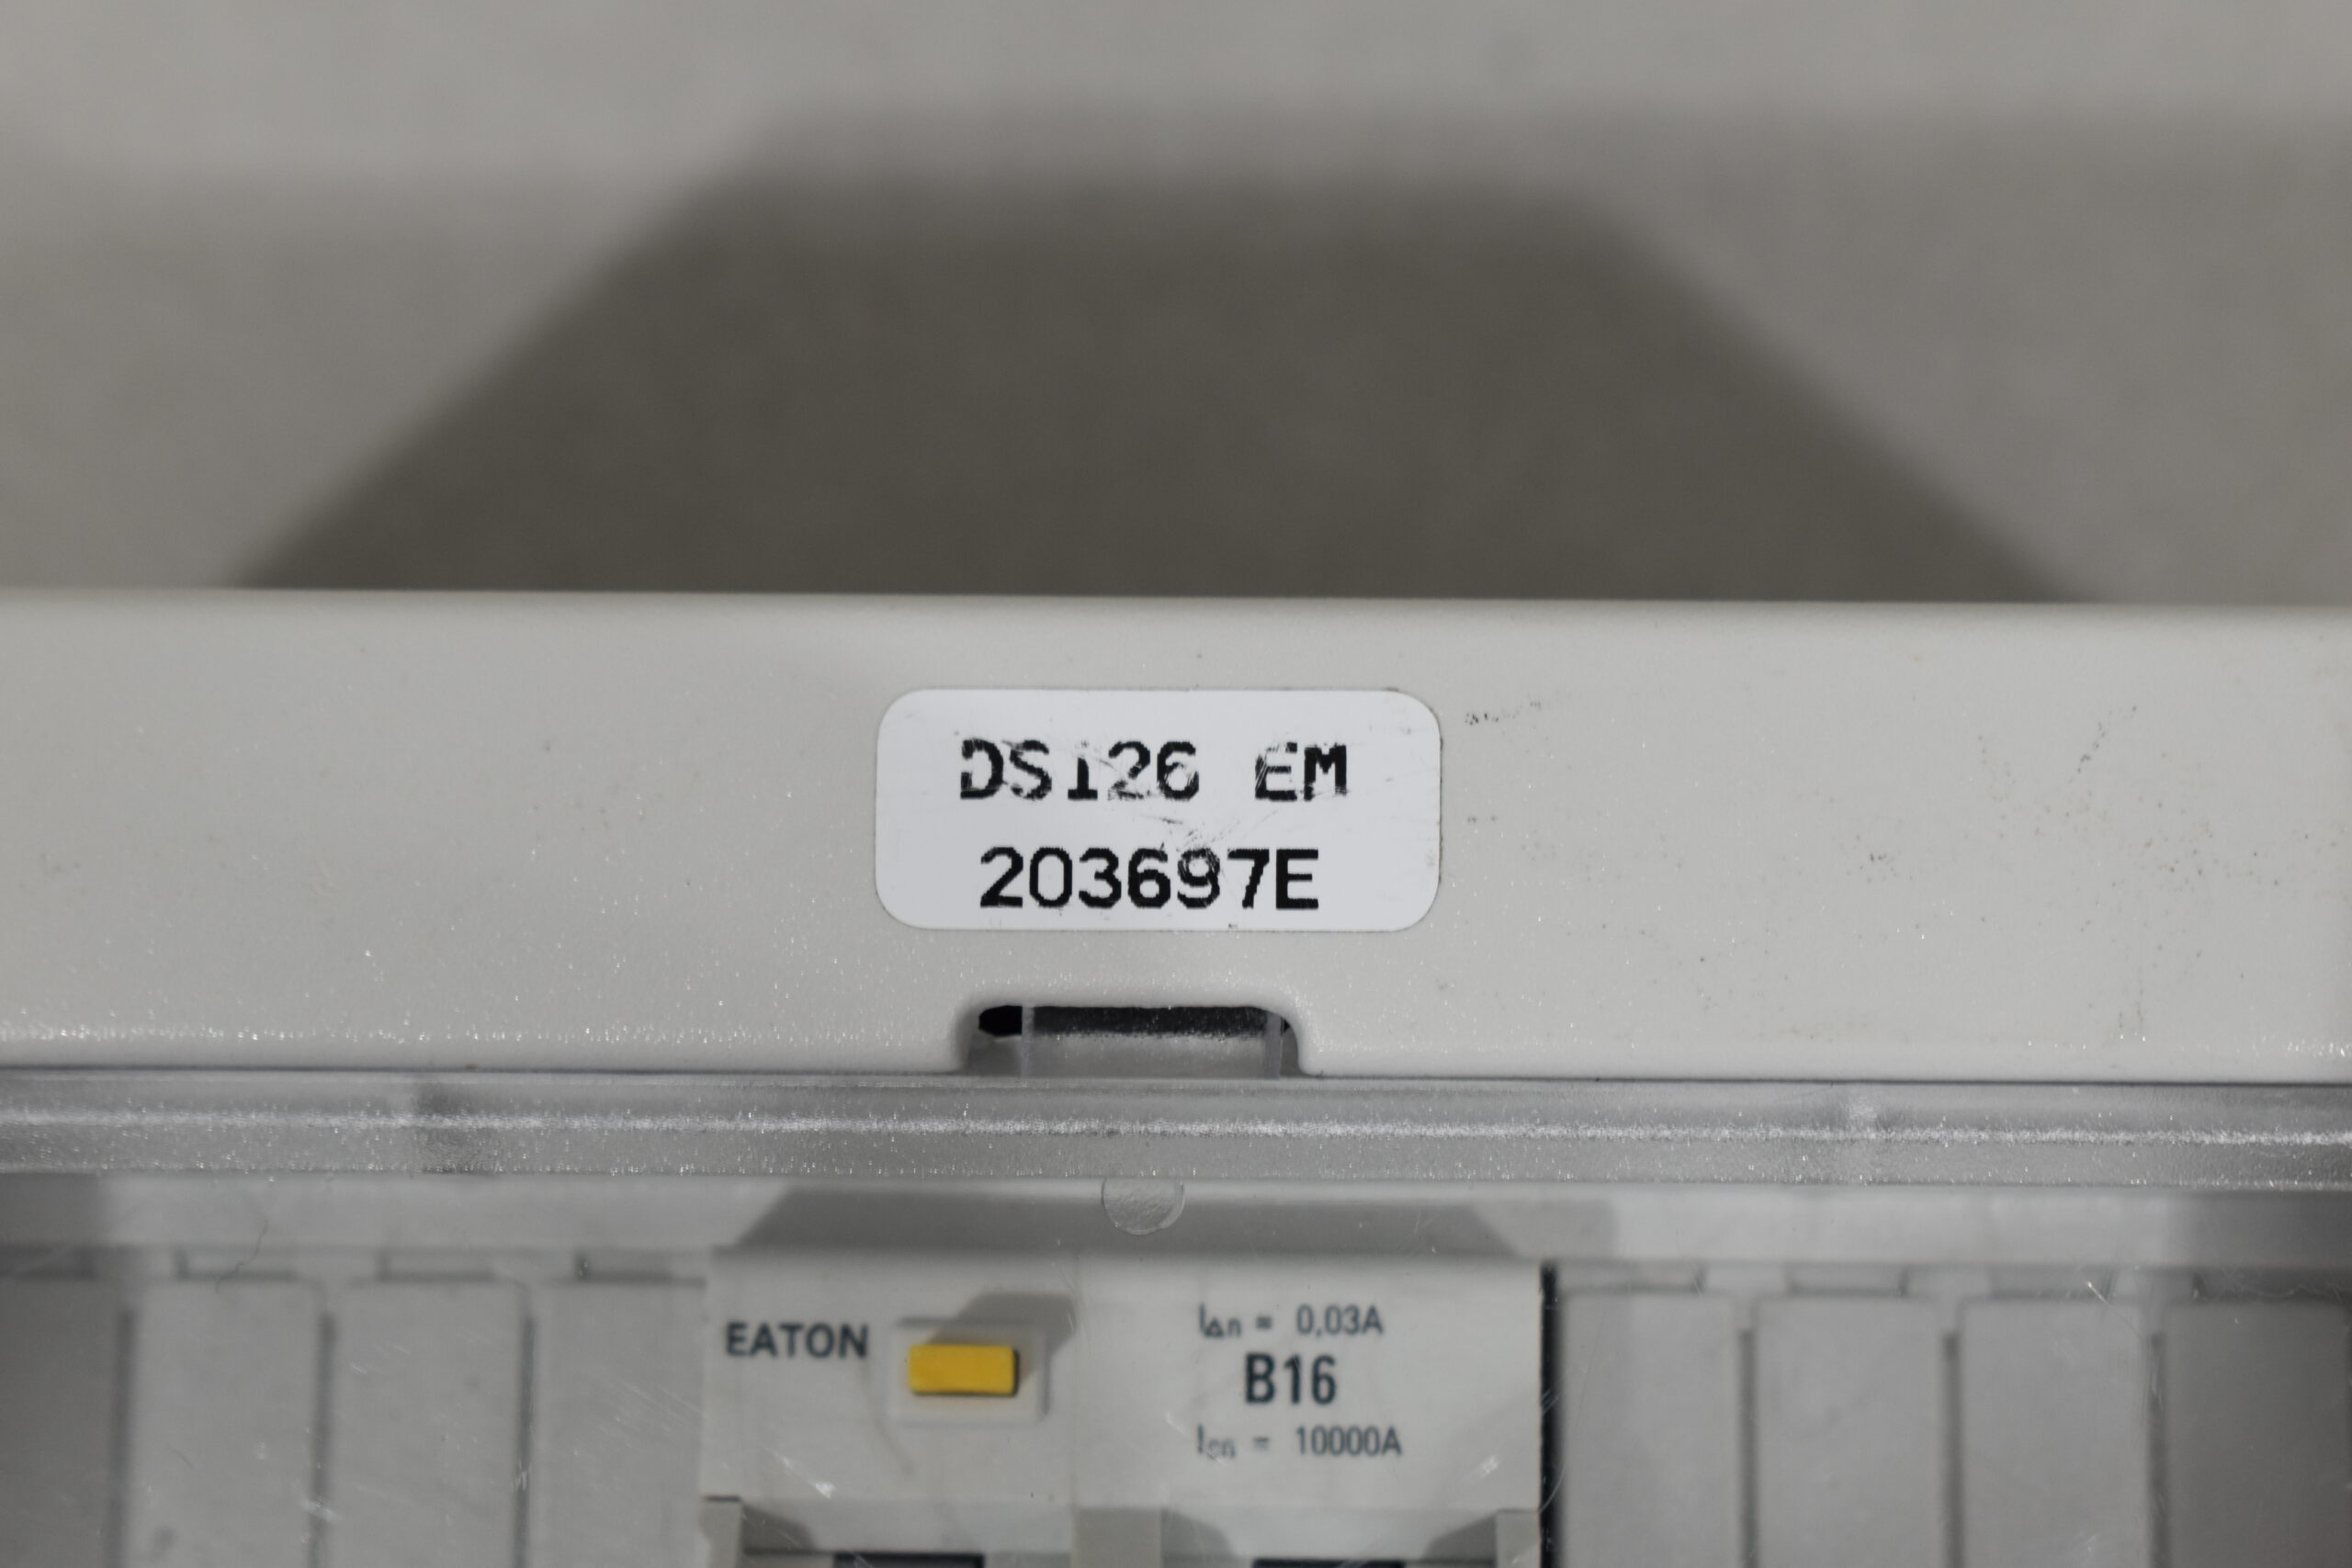 DS126 EM
203697E
EATON
IΔn = 0,03A
B16
Icn = 10000A